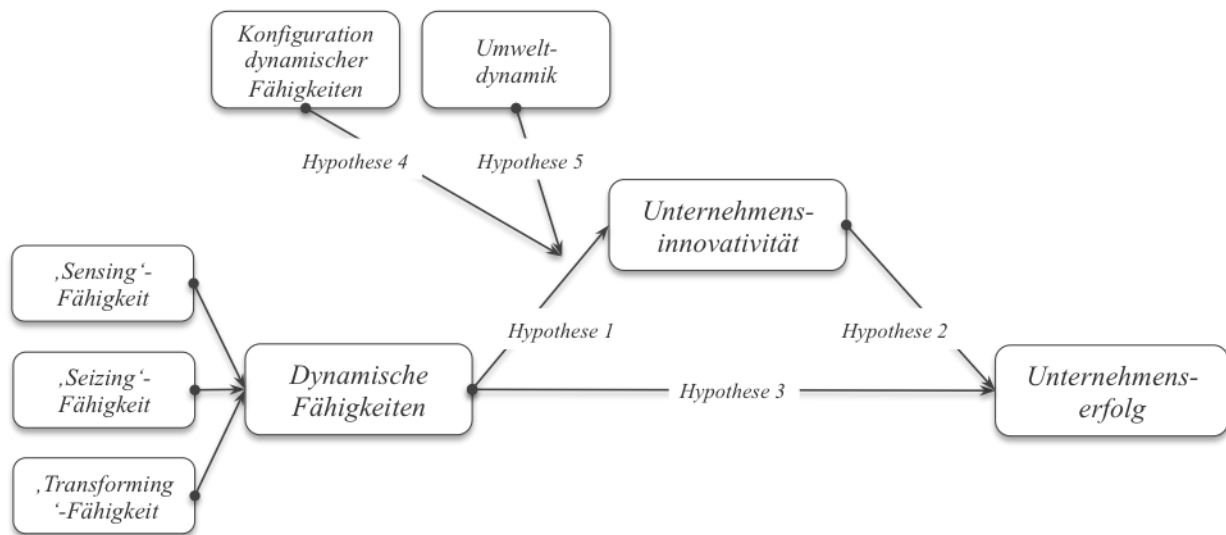 Konfiguration
dynamischer
Fähigkeiten
Umwelt-
dynamik
Hypothese 4
Hypothese 5
Unternehmens-
innovativität
‚Sensing‘-
Fähigkeit
Hypothese 1
Hypothese 2
‚Seizing‘-
Fähigkeit
Dynamische
Fähigkeiten
Hypothese 3
Unternehmens-
erfolg
‚Transforming
‘-Fähigkeit